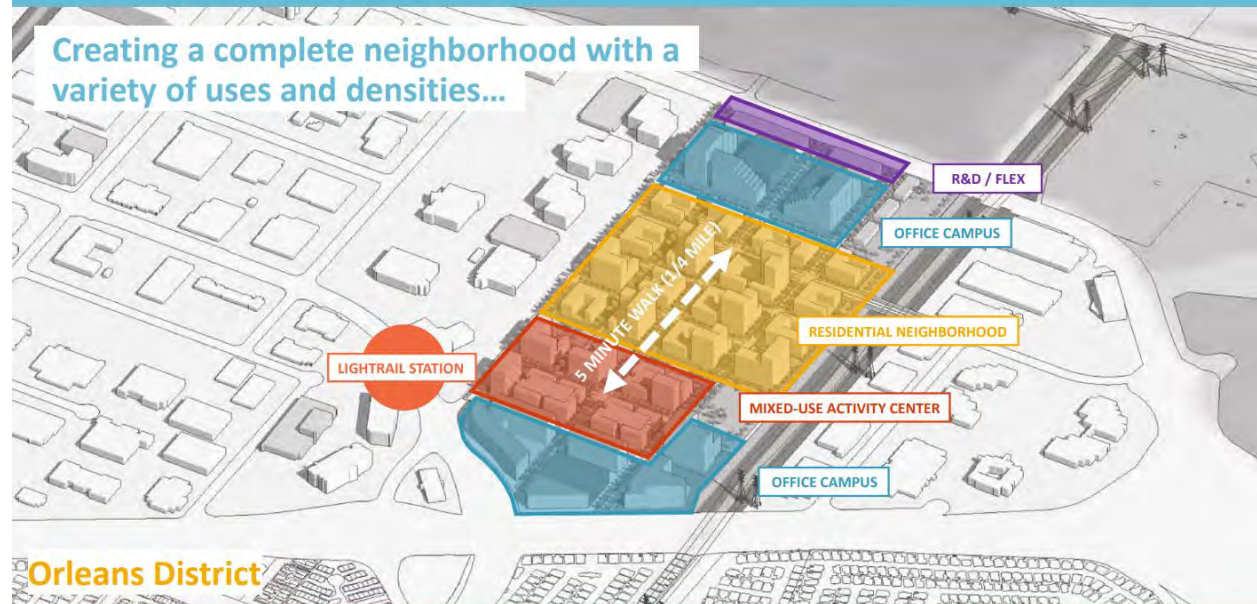 Creating a complete neighborhood with a
variety of uses and densities...
R&D / FLEX
OFFICE CAMPUS
5 MINUTE WALK (1/4 MILE)
RESIDENTIAL NEIGHBORHOOD
LIGHTRAIL STATION
MIXED-USE ACTIVITY CENTER
OFFICE CAMPUS
Orleans District